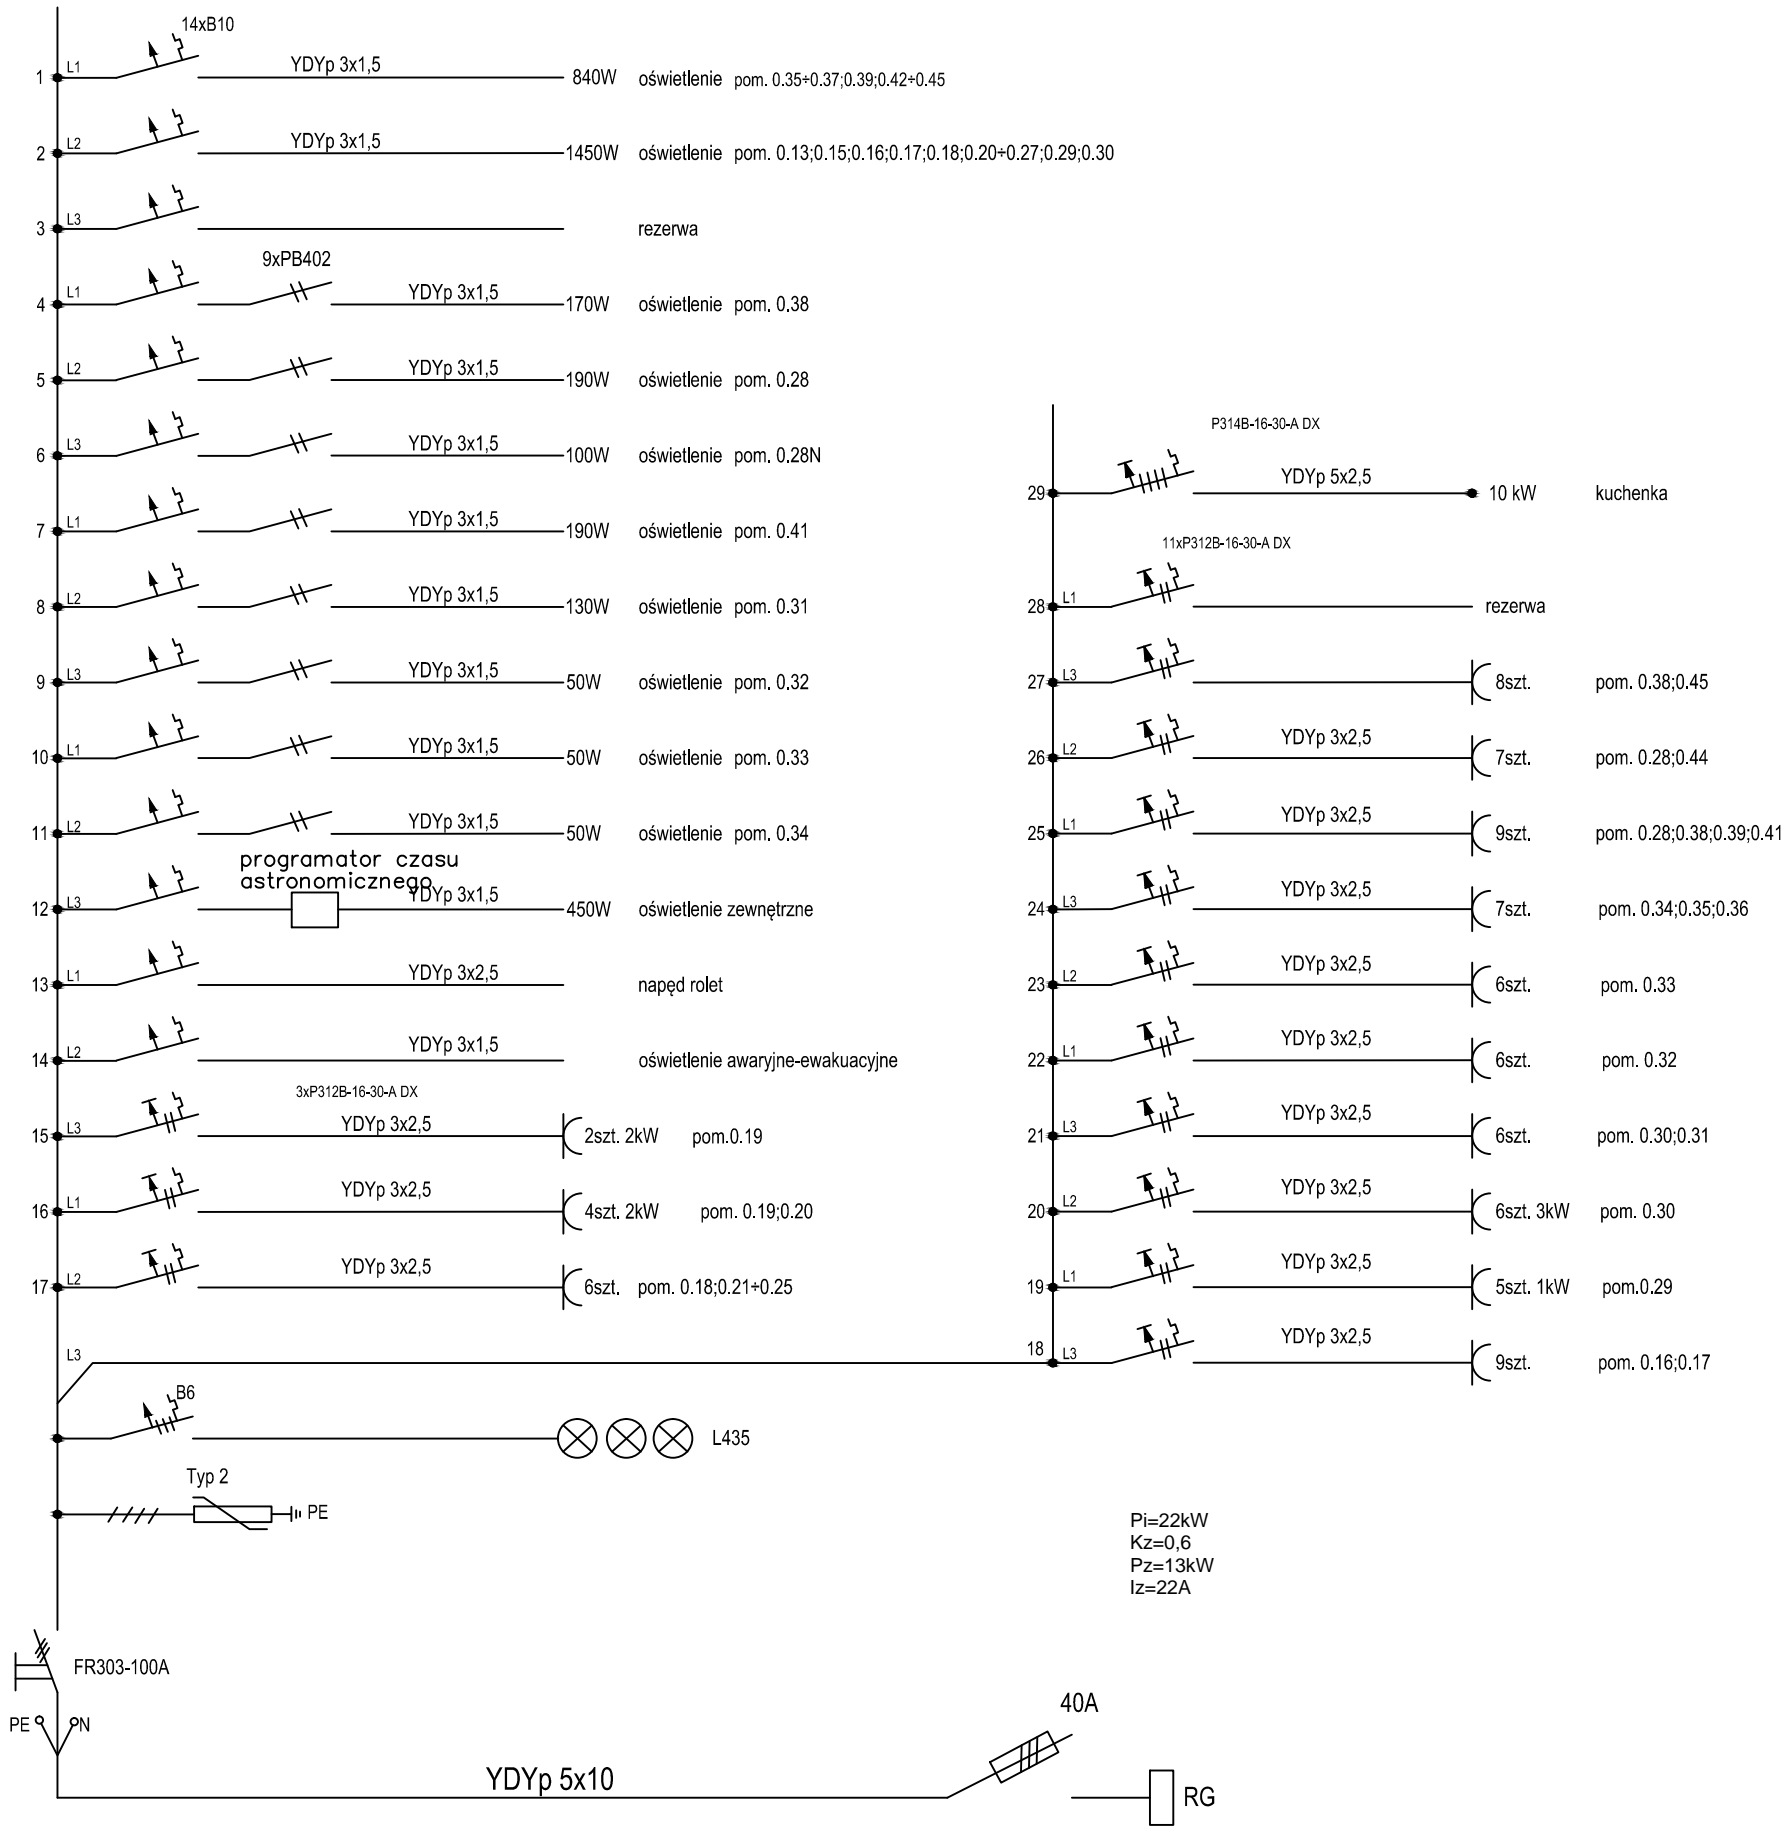 14xB10
1 L1 YDYp 3x1,5 840W oświetlenie pom. 0.35÷0.37;0.39;0.42÷0.45
2 L2 YDYp 3x1,5 1450W oświetlenie pom. 0.13;0.15;0.16;0.17;0.18;0.20÷0.27;0.29;0.30
3 L3 rezerwa
9xPB402
4 L1 YDYp 3x1,5 170W oświetlenie pom. 0.38
5 L2 YDYp 3x1,5 190W oświetlenie pom. 0.28
6 L3 YDYp 3x1,5 100W oświetlenie pom. 0.28N
7 L1 YDYp 3x1,5 190W oświetlenie pom. 0.41
8 L2 YDYp 3x1,5 130W oświetlenie pom. 0.31
9 L3 YDYp 3x1,5 50W oświetlenie pom. 0.32
10 L1 YDYp 3x1,5 50W oświetlenie pom. 0.33
11 L2 YDYp 3x1,5 50W oświetlenie pom. 0.34
programator czasu
astronomicznego
12 L3 YDYp 3x1,5 450W oświetlenie zewnętrzne
13 L1 YDYp 3x2,5 napęd rolet
14 L2 YDYp 3x1,5 oświetlenie awaryjne-ewakuacyjne
3xP312B-16-30-A DX
15 L3 YDYp 3x2,5 2szt. 2kW pom.0.19
16 L1 YDYp 3x2,5 4szt. 2kW pom. 0.19;0.20
17 L2 YDYp 3x2,5 6szt. pom. 0.18;0.21÷0.25
L3
B6
L435
Typ 2
PE
P314B-16-30-A DX
29 YDYp 5x2,5 10 kW kuchenka
11xP312B-16-30-A DX
28 L1 rezerwa
27 L3 8szt. pom. 0.38;0.45
26 L2 YDYp 3x2,5 7szt. pom. 0.28;0.44
25 L1 YDYp 3x2,5 9szt. pom. 0.28;0.38;0.39;0.41
24 L3 YDYp 3x2,5 7szt. pom. 0.34;0.35;0.36
23 L2 YDYp 3x2,5 6szt. pom. 0.33
22 L1 YDYp 3x2,5 6szt. pom. 0.32
21 L3 YDYp 3x2,5 6szt. pom. 0.30;0.31
20 L2 YDYp 3x2,5 6szt. 3kW pom. 0.30
19 L1 YDYp 3x2,5 5szt. 1kW pom.0.29
18 L3 YDYp 3x2,5 9szt. pom. 0.16;0.17
Pi=22kW
Kz=0,6
Pz=13kW
Iz=22A
FR303-100A
PE N
40A
YDYp 5x10
RG